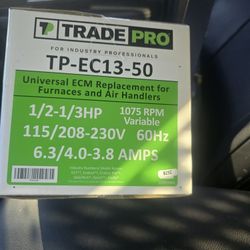 TP TRADE PRO
FOR INDUSTRY PROFESSIONALS
TP-EC13-50
Universal ECM Replacement for
Furnaces and Air Handlers
1/2-1/3HP
1075 RPM
Variable
115/208-230V 60Hz
6.3/4.0-3.8 AMPS